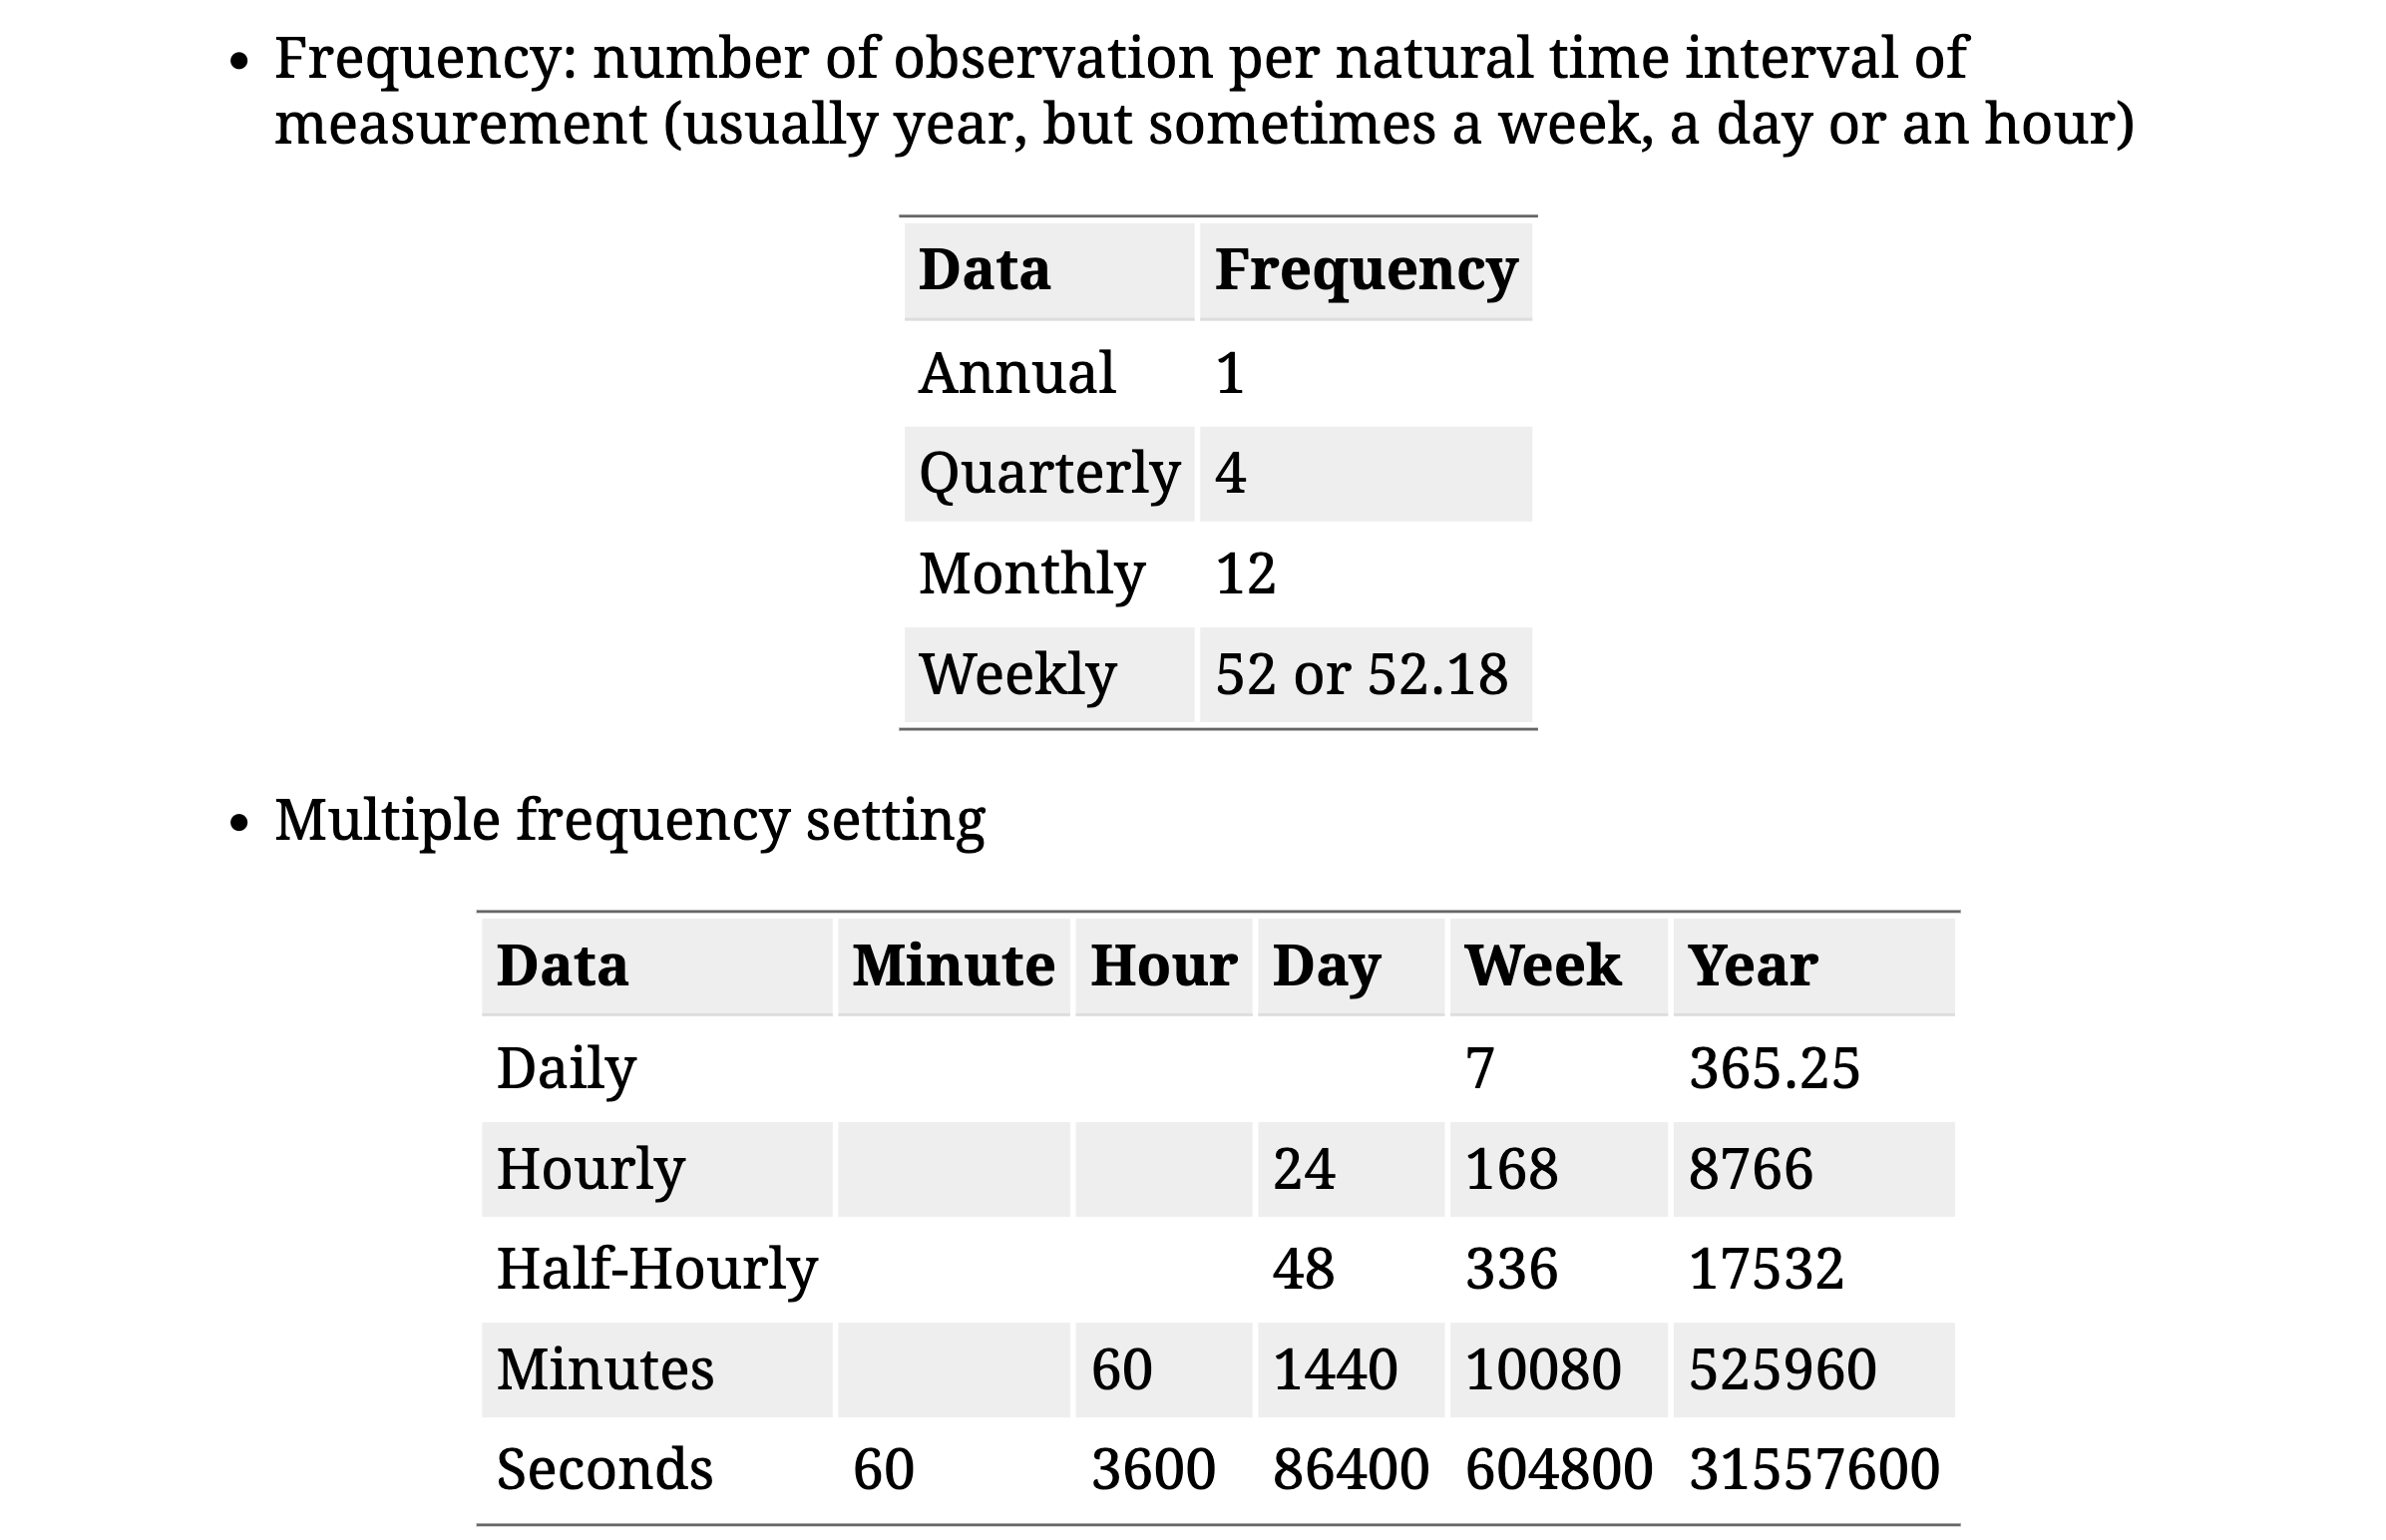 • Frequency: number of observation per natural time interval of
measurement (usually year, but sometimes a week, a day or an hour)
Data Frequency
Annual 1
Quarterly 4
Monthly 12
Weekly 52 or 52.18
• Multiple frequency setting
Data Minute Hour Day Week Year
Daily 7 365.25
Hourly 24 168 8766
Half-Hourly 48 336 17532
Minutes 60 1440 10080 525960
Seconds 60 3600 86400 604800 31557600